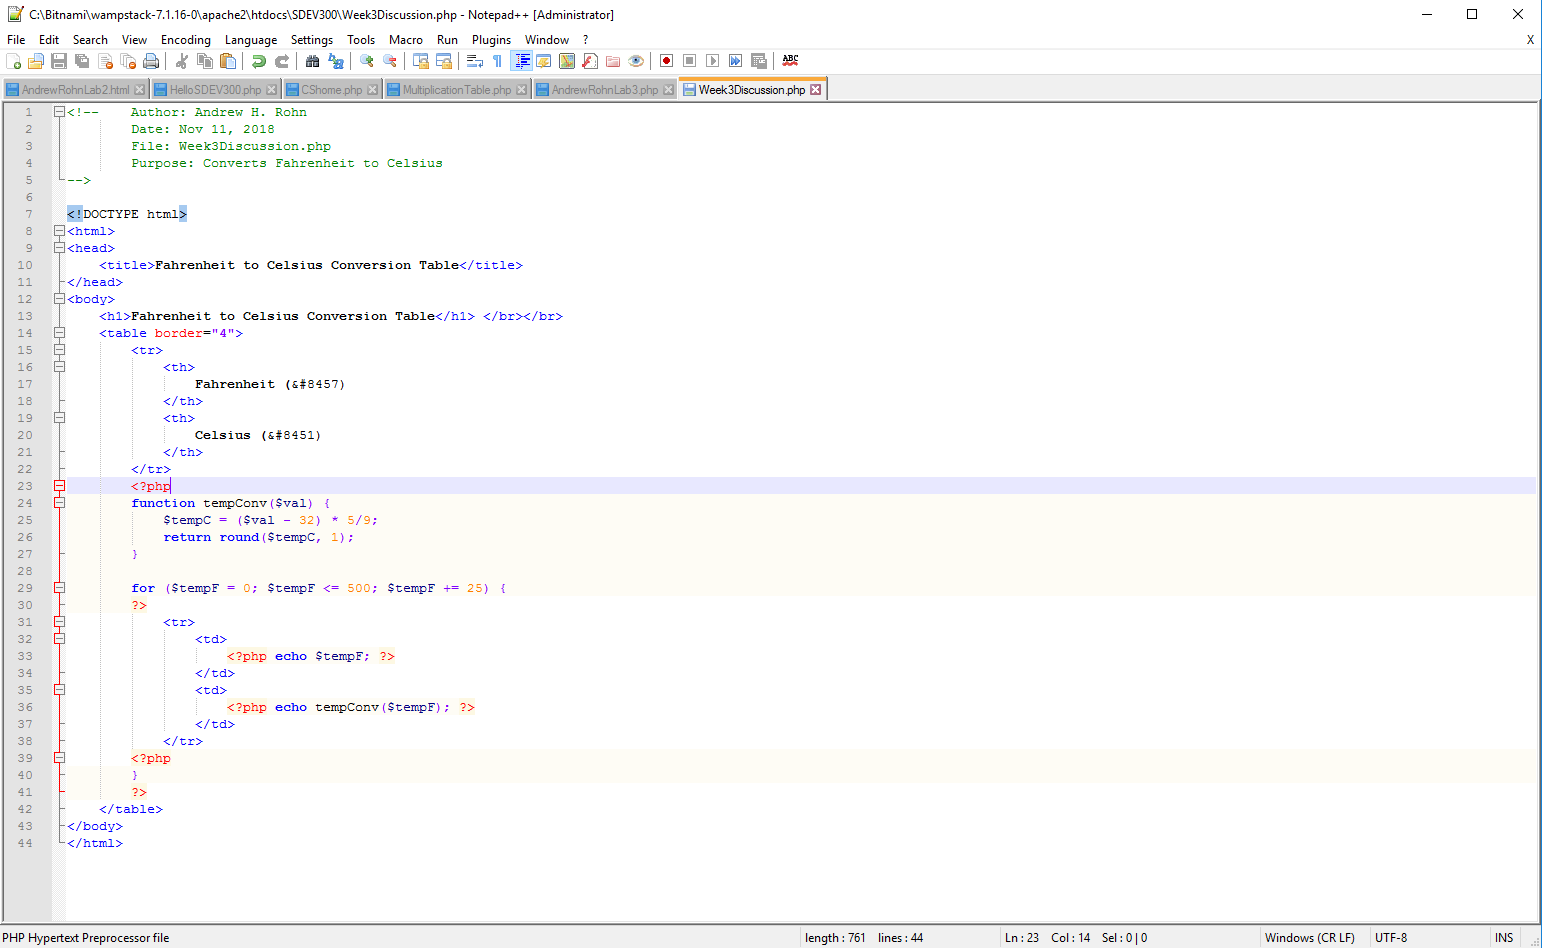 C:\Bitnami\wampstack-7.1.16-0\apache2\htdocs\SDEV300\Week3Discussion.php - Notepad++ [Administrator]
File Edit Search View Encoding Language Settings Tools Macro Run Plugins Window ? X
ABC
AndrewRohnLab2.html HelloSDEV300.php CShome.php MultiplicationTable.php AndrewRohnLab3.php Week3Discussion.php
1 <!--    Author: Andrew H. Rohn
2         Date: Nov 11, 2018
3         File: Week3Discussion.php
4         Purpose: Converts Fahrenheit to Celsius
5 -->
6
7 <!DOCTYPE html>
8 <html>
9 <head>
10     <title>Fahrenheit to Celsius Conversion Table</title>
11 </head>
12 <body>
13     <h1>Fahrenheit to Celsius Conversion Table</h1> </br></br>
14     <table border="4">
15         <tr>
16             <th>
17                 Fahrenheit (&#8457)
18             </th>
19             <th>
20                 Celsius (&#8451)
21             </th>
22         </tr>
23         <?php
24         function tempConv($val) {
25             $tempC = ($val - 32) * 5/9;
26             return round($tempC, 1);
27         }
28
29         for ($tempF = 0; $tempF <= 500; $tempF += 25) {
30         ?>
31             <tr>
32                 <td>
33                     <?php echo $tempF; ?>
34                 </td>
35                 <td>
36                     <?php echo tempConv($tempF); ?>
37                 </td>
38             </tr>
39         <?php
40         }
41         ?>
42     </table>
43 </body>
44 </html>
PHP Hypertext Preprocessor file length : 761 lines : 44 Ln : 23 Col : 14 Sel : 0 | 0 Windows (CR LF) UTF-8 INS